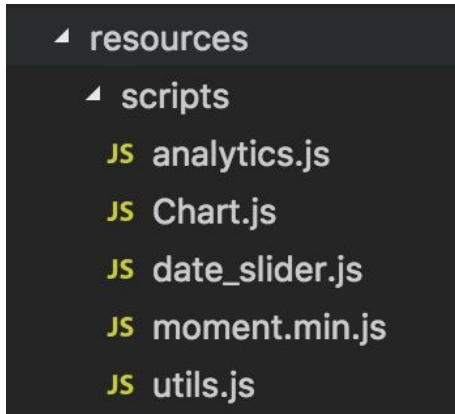 resources
scripts
JS analytics.js
JS Chart.js
JS date_slider.js
JS moment.min.js
JS utils.js